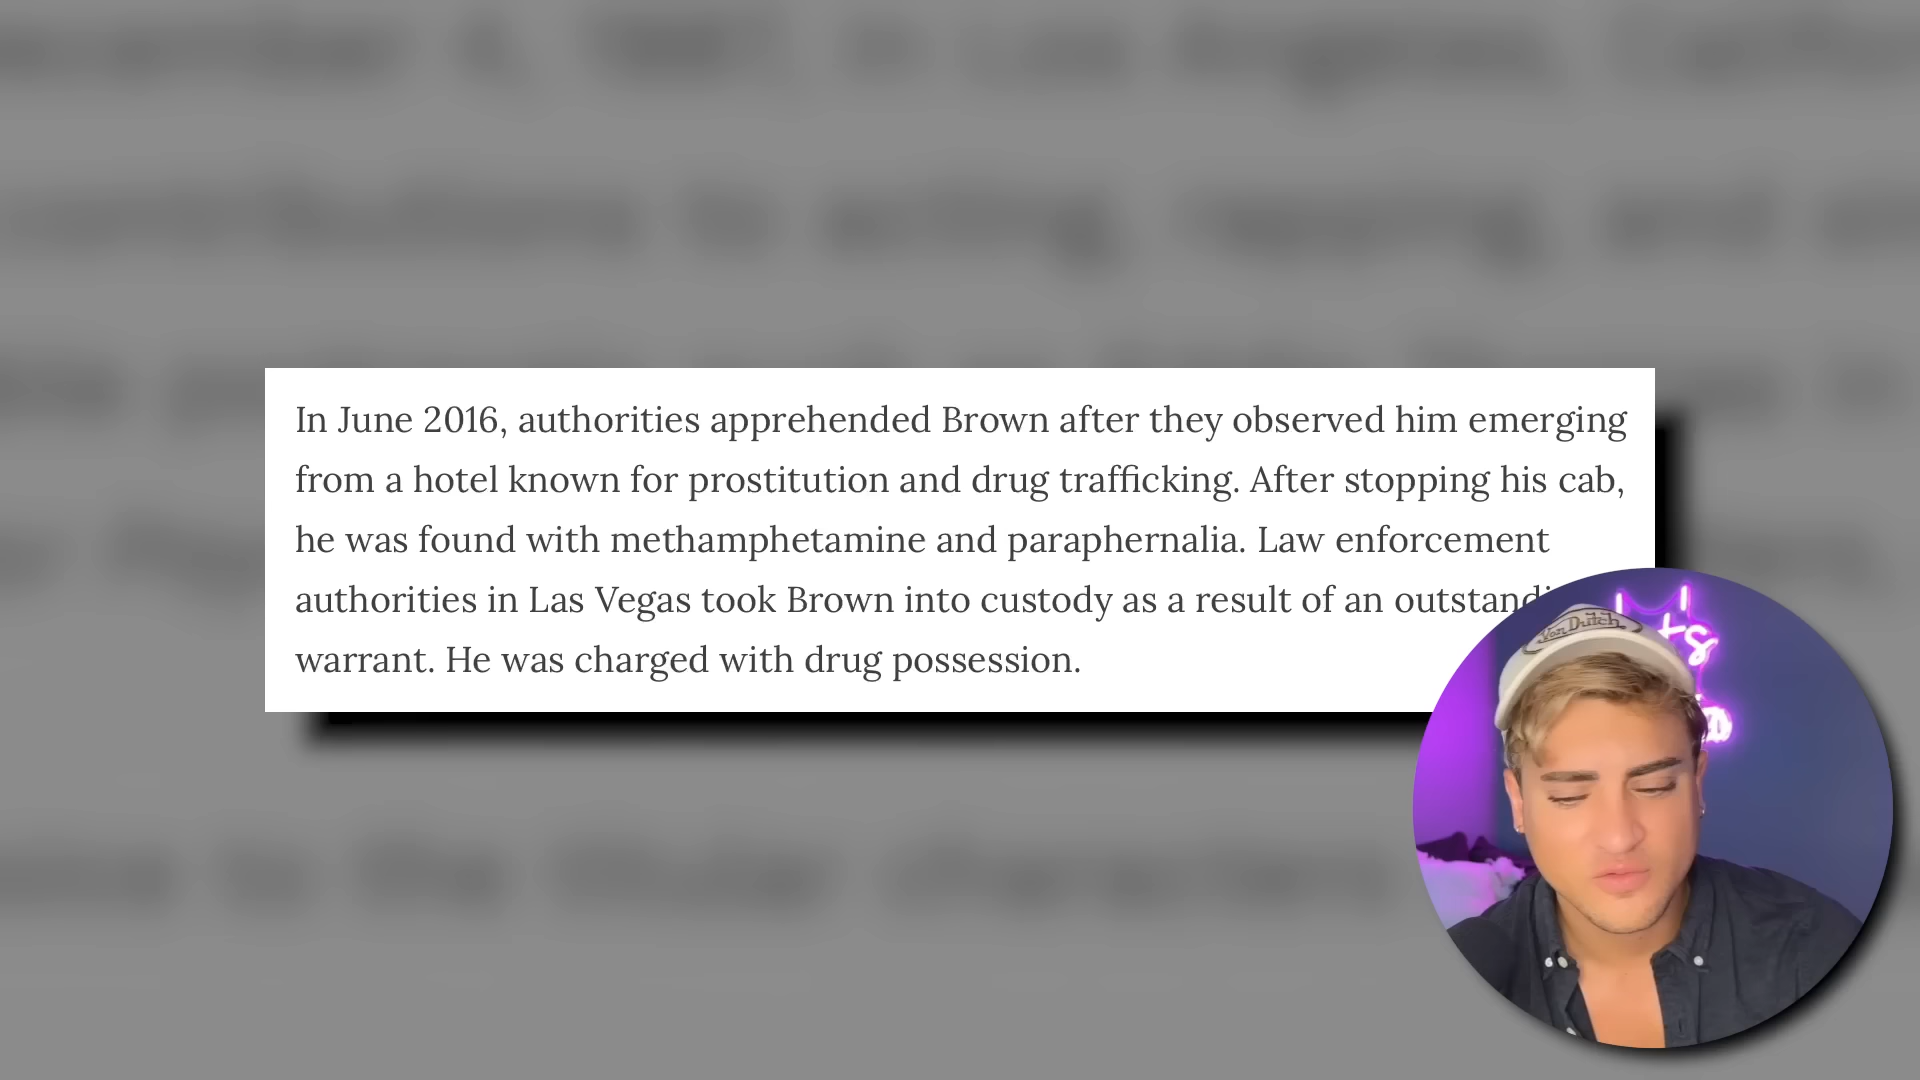 In June 2016, authorities apprehended Brown after they observed him emerging
from a hotel known for prostitution and drug trafficking. After stopping his cab,
he was found with methamphetamine and paraphernalia. Law enforcement
authorities in Las Vegas took Brown into custody as a result of an
warrant. He was charged with drug possession.
Von Dutch